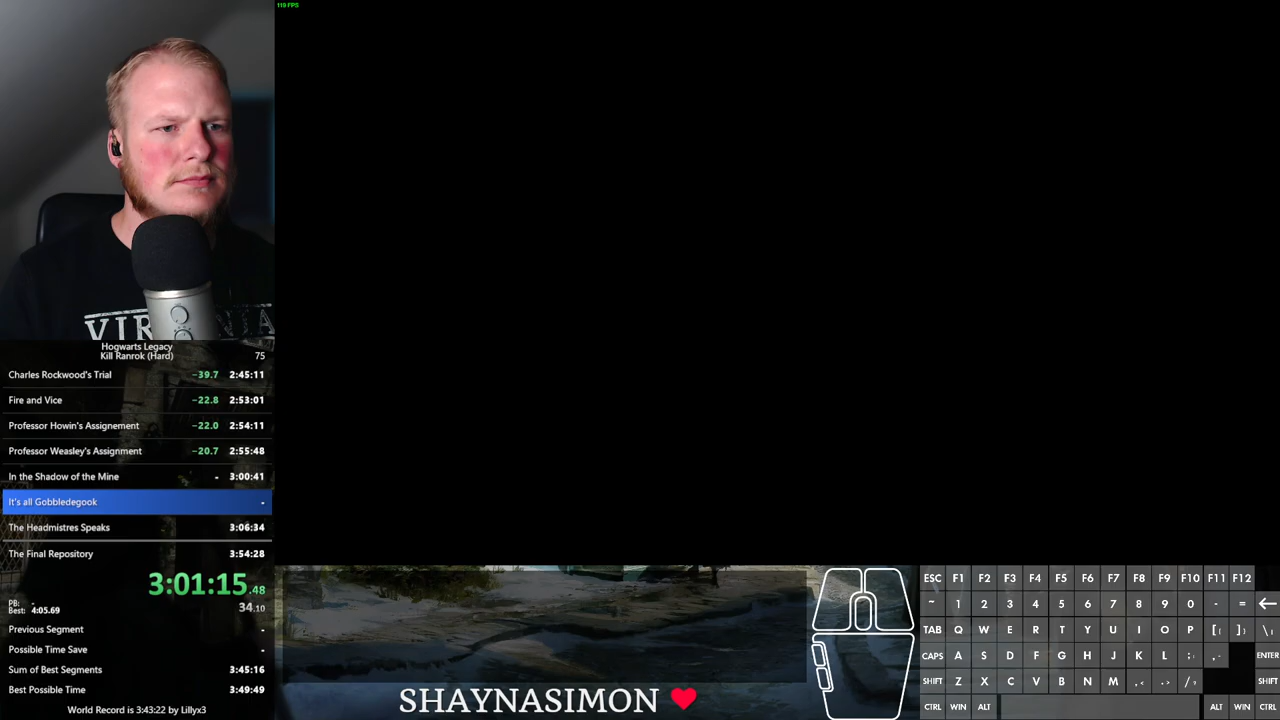 119 FPS
VIRGINIA
Hogwarts Legacy
Kill Ranrok (Hard) 75
Charles Rockwood's Trial -39.7 2:45:11
Fire and Vice -22.8 2:53:01
Professor Howin's Assignement -22.0 2:54:11
Professor Weasley's Assignment -20.7 2:55:48
In the Shadow of the Mine - 3:00:41
It's all Gobbledegook -
The Headmistres Speaks 3:06:34
The Final Repository 3:54:28
3:01:15.48
PB: - 34.10
Best: 4:05.69
Previous Segment -
Possible Time Save -
Sum of Best Segments 3:45:16
Best Possible Time 3:49:49
World Record is 3:43:22 by Lillyx3
SHAYNASIMON ❤
ESC F1 F2 F3 F4 F5 F6 F7 F8 F9 F10 F11 F12
~ 1 2 3 4 5 6 7 8 9 0 - = ←
TAB Q W E R T Y U I O P [{ ]}
CAPS A S D F G H J K L ;: ENTER
SHIFT Z X C V B N M ,< .> /? SHIFT
CTRL WIN ALT ALT WIN CTRL